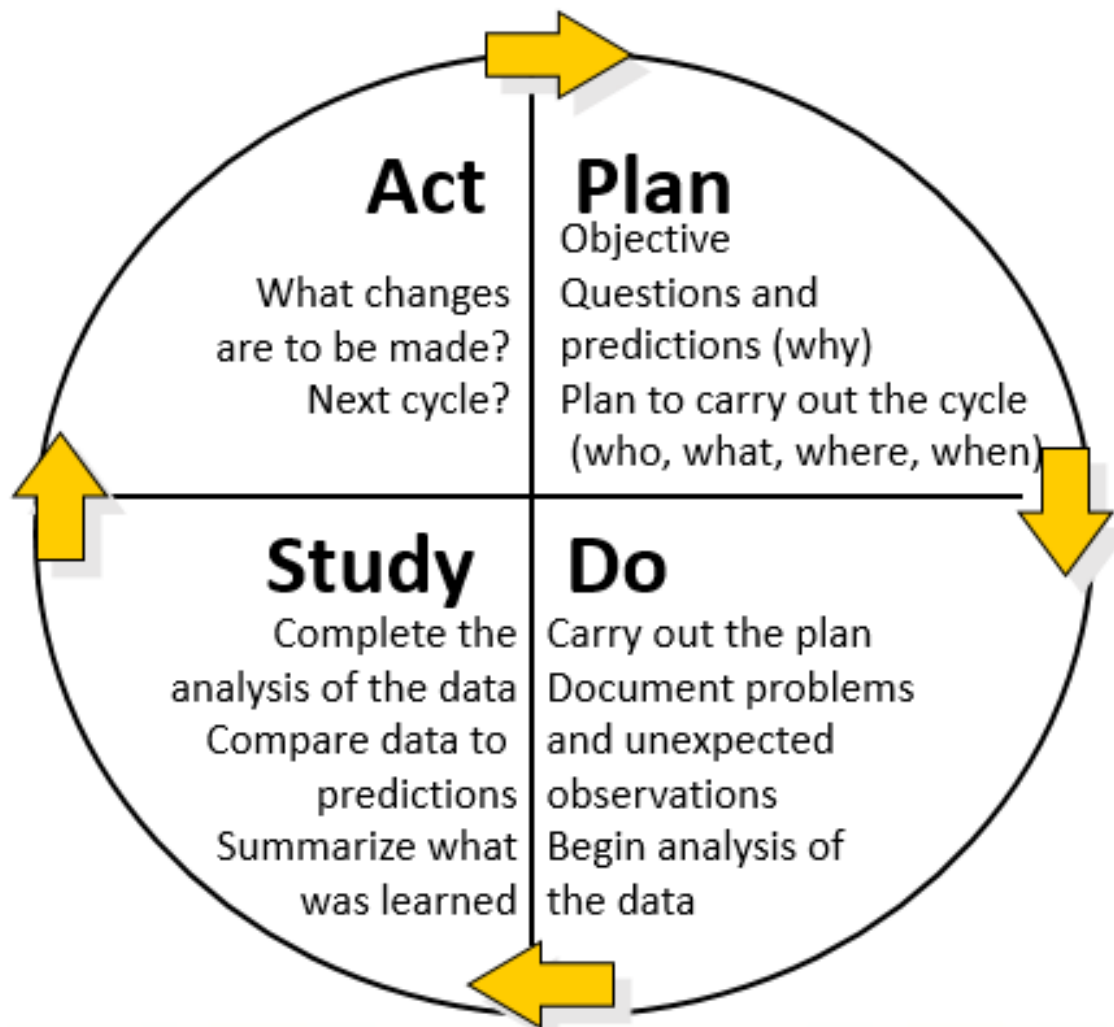 Act
What changes
are to be made?
Next cycle?
Plan
Objective
Questions and
predictions (why)
Plan to carry out the cycle
(who, what, where, when)
Study
Complete the
analysis of the data
Compare data to
predictions
Summarize what
was learned
Do
Carry out the plan
Document problems
and unexpected
observations
Begin analysis of
the data